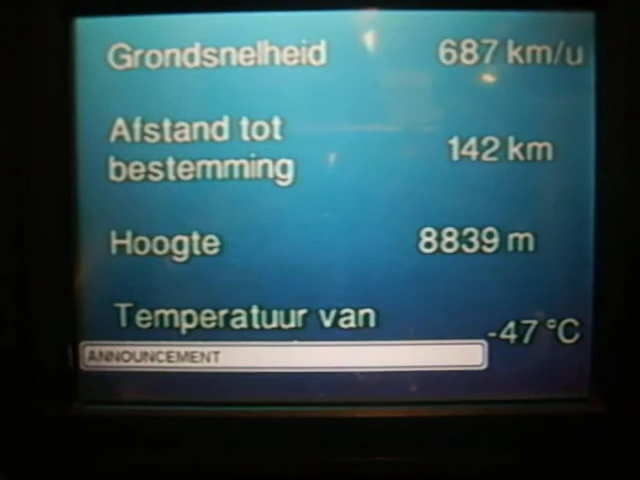 Grondsnelheid 687 km/u
Afstand tot
bestemming 142 km
Hoogte 8839 m
Temperatuur van -47 °C
ANNOUNCEMENT